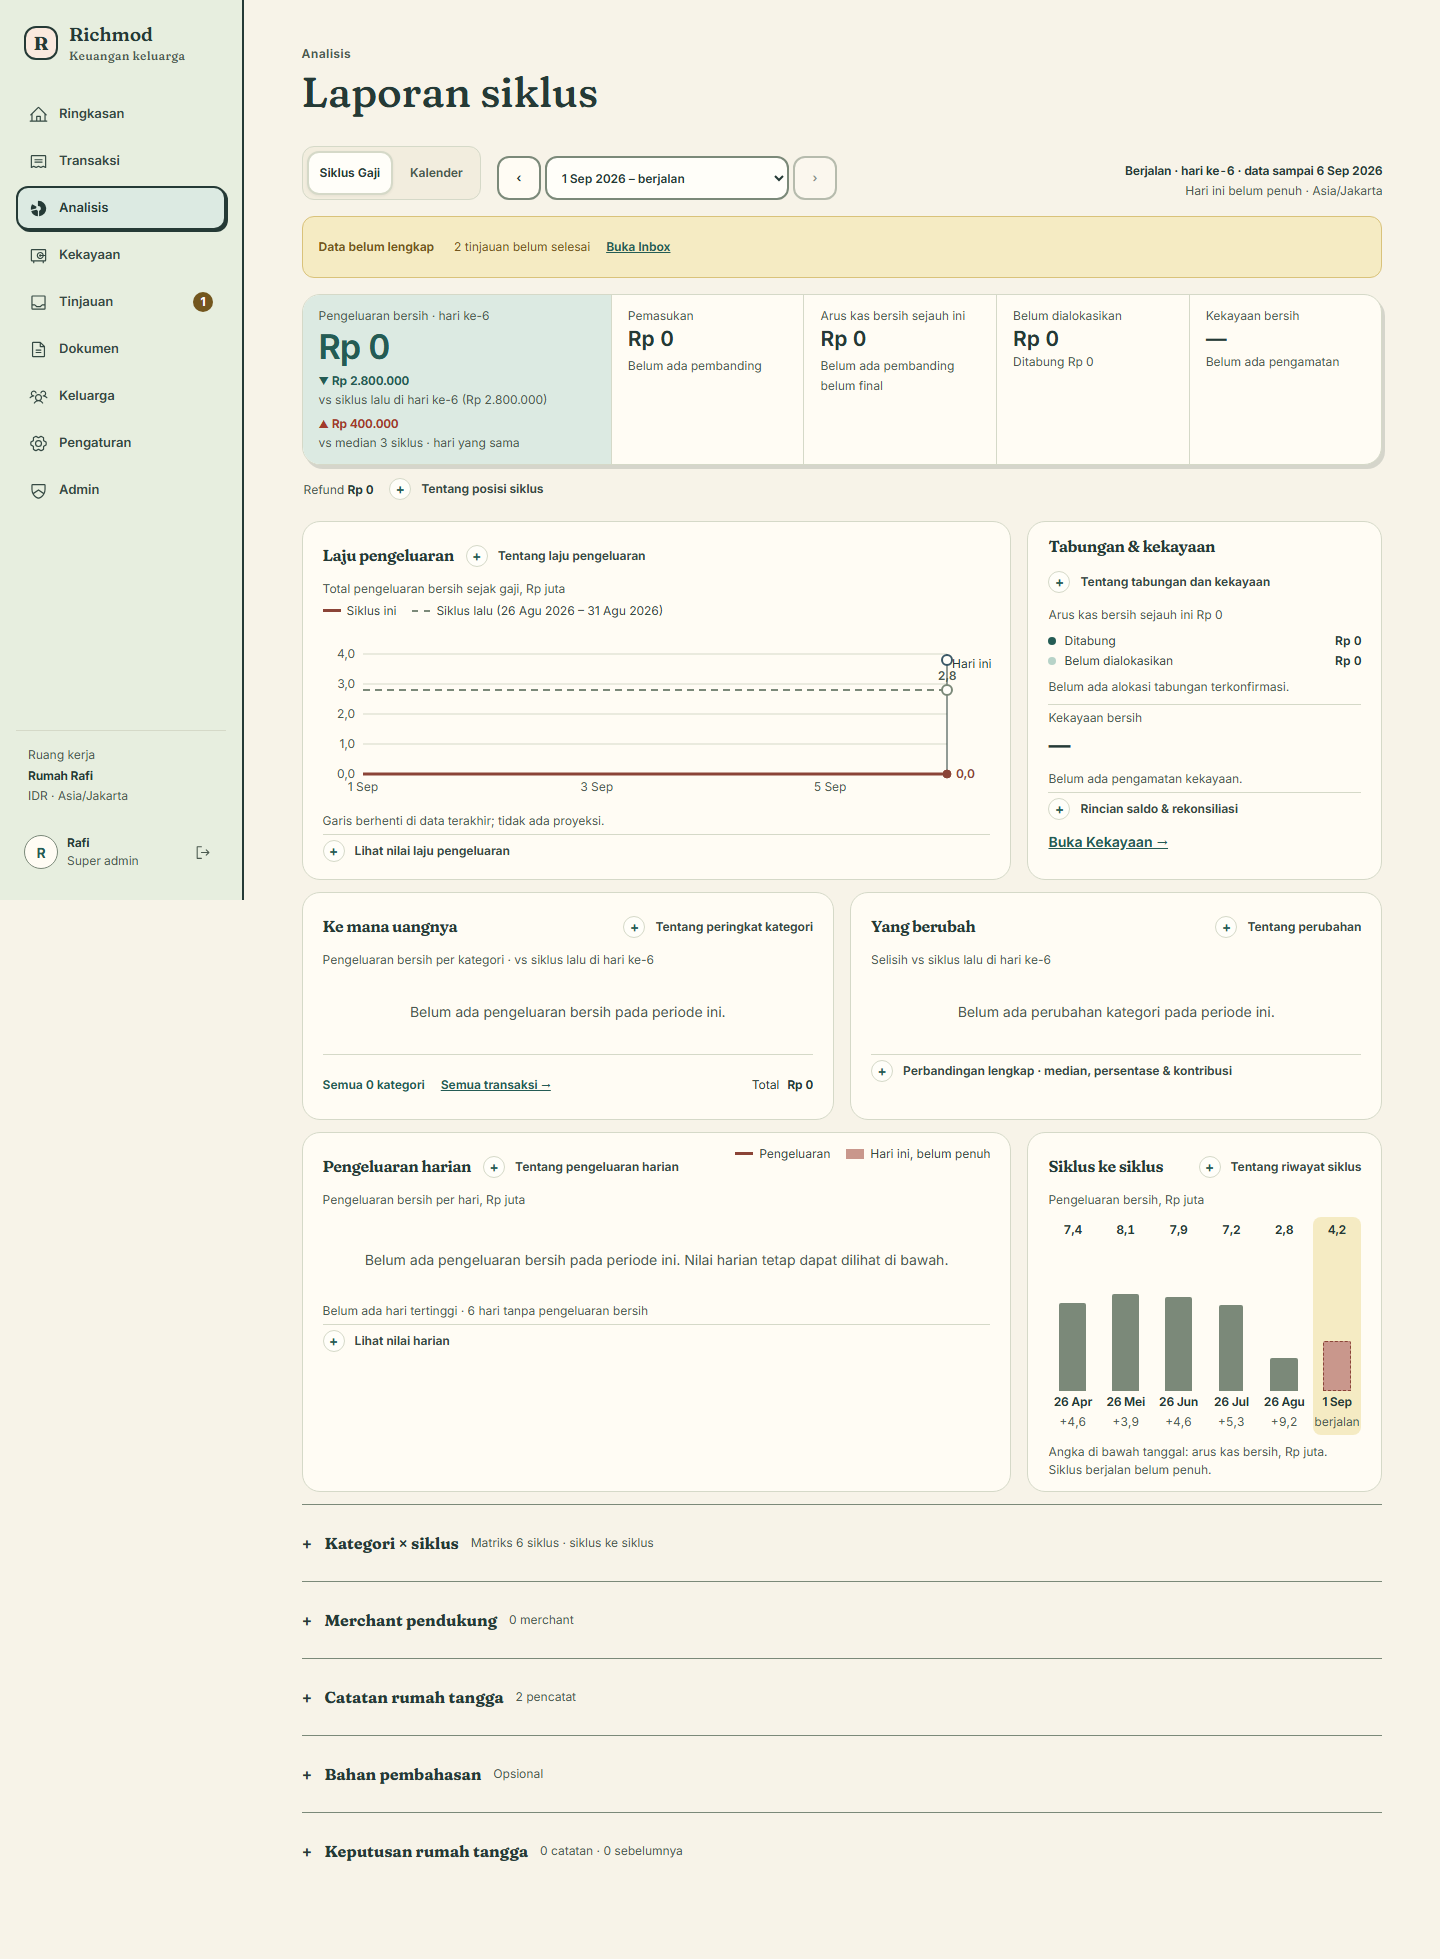 R
Richmod
Keuangan keluarga
Ringkasan
Transaksi
Analisis
Kekayaan
Tinjauan
1
Dokumen
Keluarga
Pengaturan
Admin
Ruang kerja
Rumah Rafi
IDR · Asia/Jakarta
R
Rafi
Super admin
Analisis
Laporan siklus
Siklus Gaji
Kalender
‹
1 Sep 2026 – berjalan
›
Berjalan · hari ke-6 · data sampai 6 Sep 2026
Hari ini belum penuh · Asia/Jakarta
Data belum lengkap 2 tinjauan belum selesai Buka Inbox
Pengeluaran bersih · hari ke-6
Rp 0
▼ Rp 2.800.000
vs siklus lalu di hari ke-6 (Rp 2.800.000)
▲ Rp 400.000
vs median 3 siklus · hari yang sama
Pemasukan
Rp 0
Belum ada pembanding
Arus kas bersih sejauh ini
Rp 0
Belum ada pembanding
belum final
Belum dialokasikan
Rp 0
Ditabung Rp 0
Kekayaan bersih
—
Belum ada pengamatan
Refund Rp 0 + Tentang posisi siklus
Laju pengeluaran + Tentang laju pengeluaran
Total pengeluaran bersih sejak gaji, Rp juta
Siklus ini Siklus lalu (26 Agu 2026 – 31 Agu 2026)
4,0
3,0
2,0
1,0
0,0
Hari ini
2,8
0,0
1 Sep 3 Sep 5 Sep
Garis berhenti di data terakhir; tidak ada proyeksi.
+ Lihat nilai laju pengeluaran
Tabungan & kekayaan
+ Tentang tabungan dan kekayaan
Arus kas bersih sejauh ini Rp 0
Ditabung Rp 0
Belum dialokasikan Rp 0
Belum ada alokasi tabungan terkonfirmasi.
Kekayaan bersih
—
Belum ada pengamatan kekayaan.
+ Rincian saldo & rekonsiliasi
Buka Kekayaan →
Ke mana uangnya + Tentang peringkat kategori
Pengeluaran bersih per kategori · vs siklus lalu di hari ke-6
Belum ada pengeluaran bersih pada periode ini.
Semua 0 kategori Semua transaksi → Total Rp 0
Yang berubah + Tentang perubahan
Selisih vs siklus lalu di hari ke-6
Belum ada perubahan kategori pada periode ini.
+ Perbandingan lengkap · median, persentase & kontribusi
Pengeluaran harian + Tentang pengeluaran harian
Pengeluaran Hari ini, belum penuh
Pengeluaran bersih per hari, Rp juta
Belum ada pengeluaran bersih pada periode ini. Nilai harian tetap dapat dilihat di bawah.
Belum ada hari tertinggi · 6 hari tanpa pengeluaran bersih
+ Lihat nilai harian
Siklus ke siklus + Tentang riwayat siklus
Pengeluaran bersih, Rp juta
7,4 8,1 7,9 7,2 2,8 4,2
26 Apr 26 Mei 26 Jun 26 Jul 26 Agu 1 Sep
+4,6 +3,9 +4,6 +5,3 +9,2 berjalan
Angka di bawah tanggal: arus kas bersih, Rp juta.
Siklus berjalan belum penuh.
+ Kategori × siklus Matriks 6 siklus · siklus ke siklus
+ Merchant pendukung 0 merchant
+ Catatan rumah tangga 2 pencatat
+ Bahan pembahasan Opsional
+ Keputusan rumah tangga 0 catatan · 0 sebelumnya